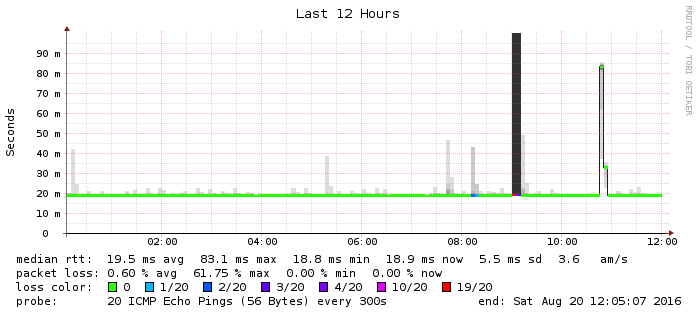 Last 12 Hours
RRDTOOL / TOBI OETIKER
Seconds
90 m
80 m
70 m
60 m
50 m
40 m
30 m
20 m
10 m
0
02:00 04:00 06:00 08:00 10:00 12:00
median rtt: 19.5 ms avg 83.1 ms max 18.8 ms min 18.9 ms now 5.5 ms sd 3.6 am/s
packet loss: 0.60 % avg 61.75 % max 0.00 % min 0.00 % now
loss color: 0 1/20 2/20 3/20 4/20 10/20 19/20
probe: 20 ICMP Echo Pings (56 Bytes) every 300s end: Sat Aug 20 12:05:07 2016